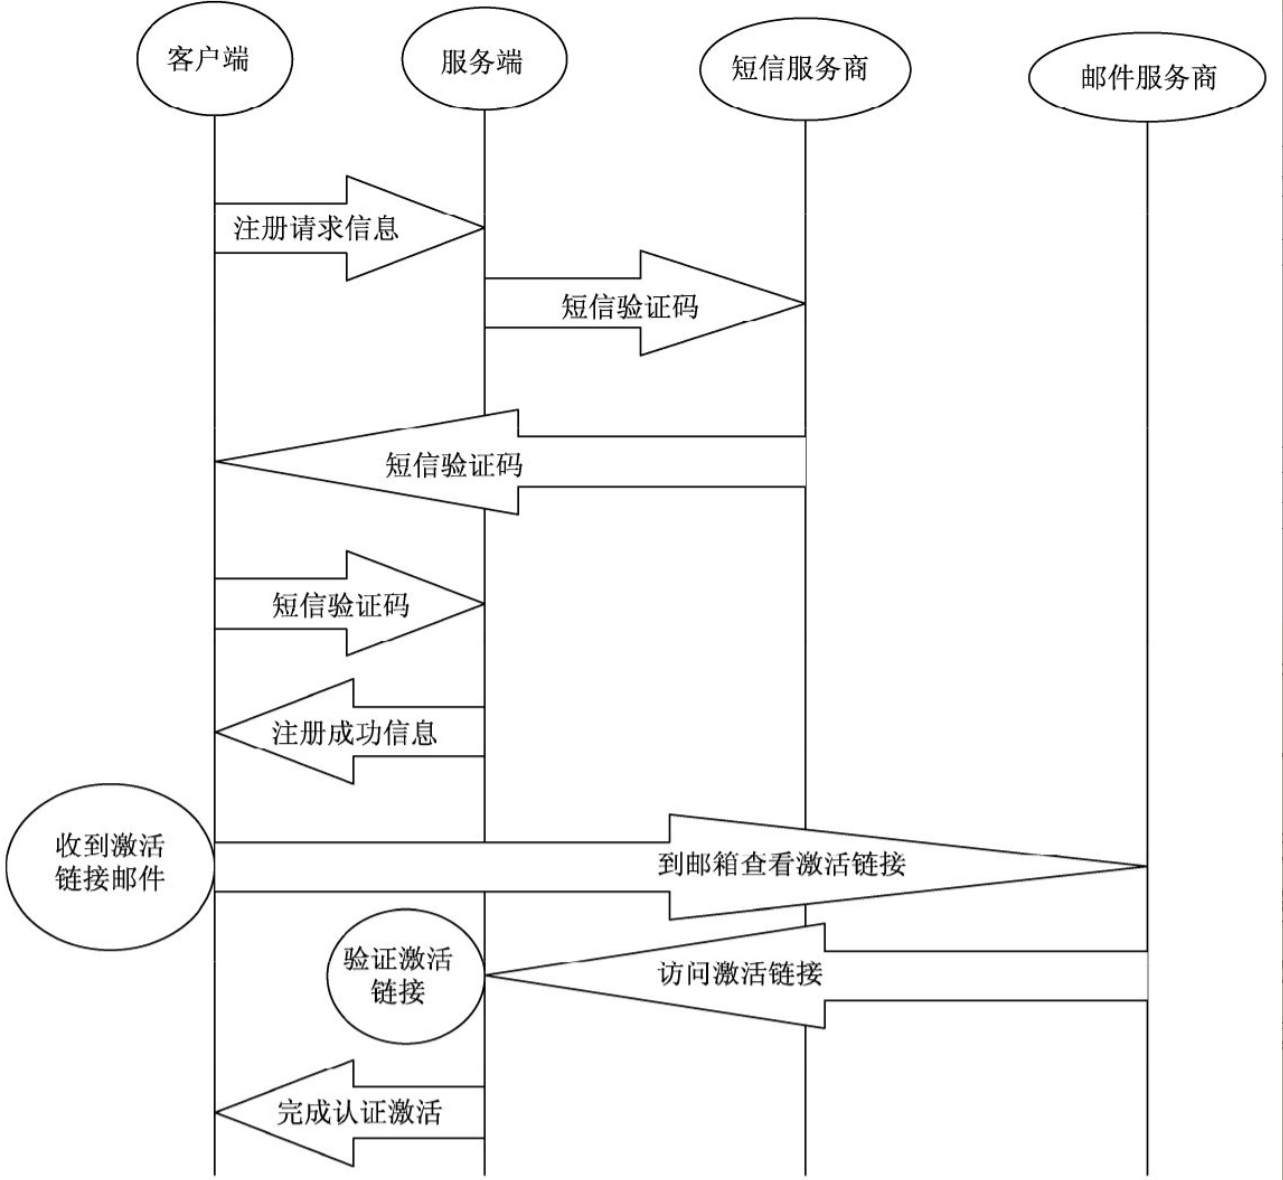 客户端
服务端
短信服务商
邮件服务商
注册请求信息
短信验证码
短信验证码
短信验证码
注册成功信息
收到激活
链接邮件
到邮箱查看激活链接
验证激活
链接
访问激活链接
完成认证激活